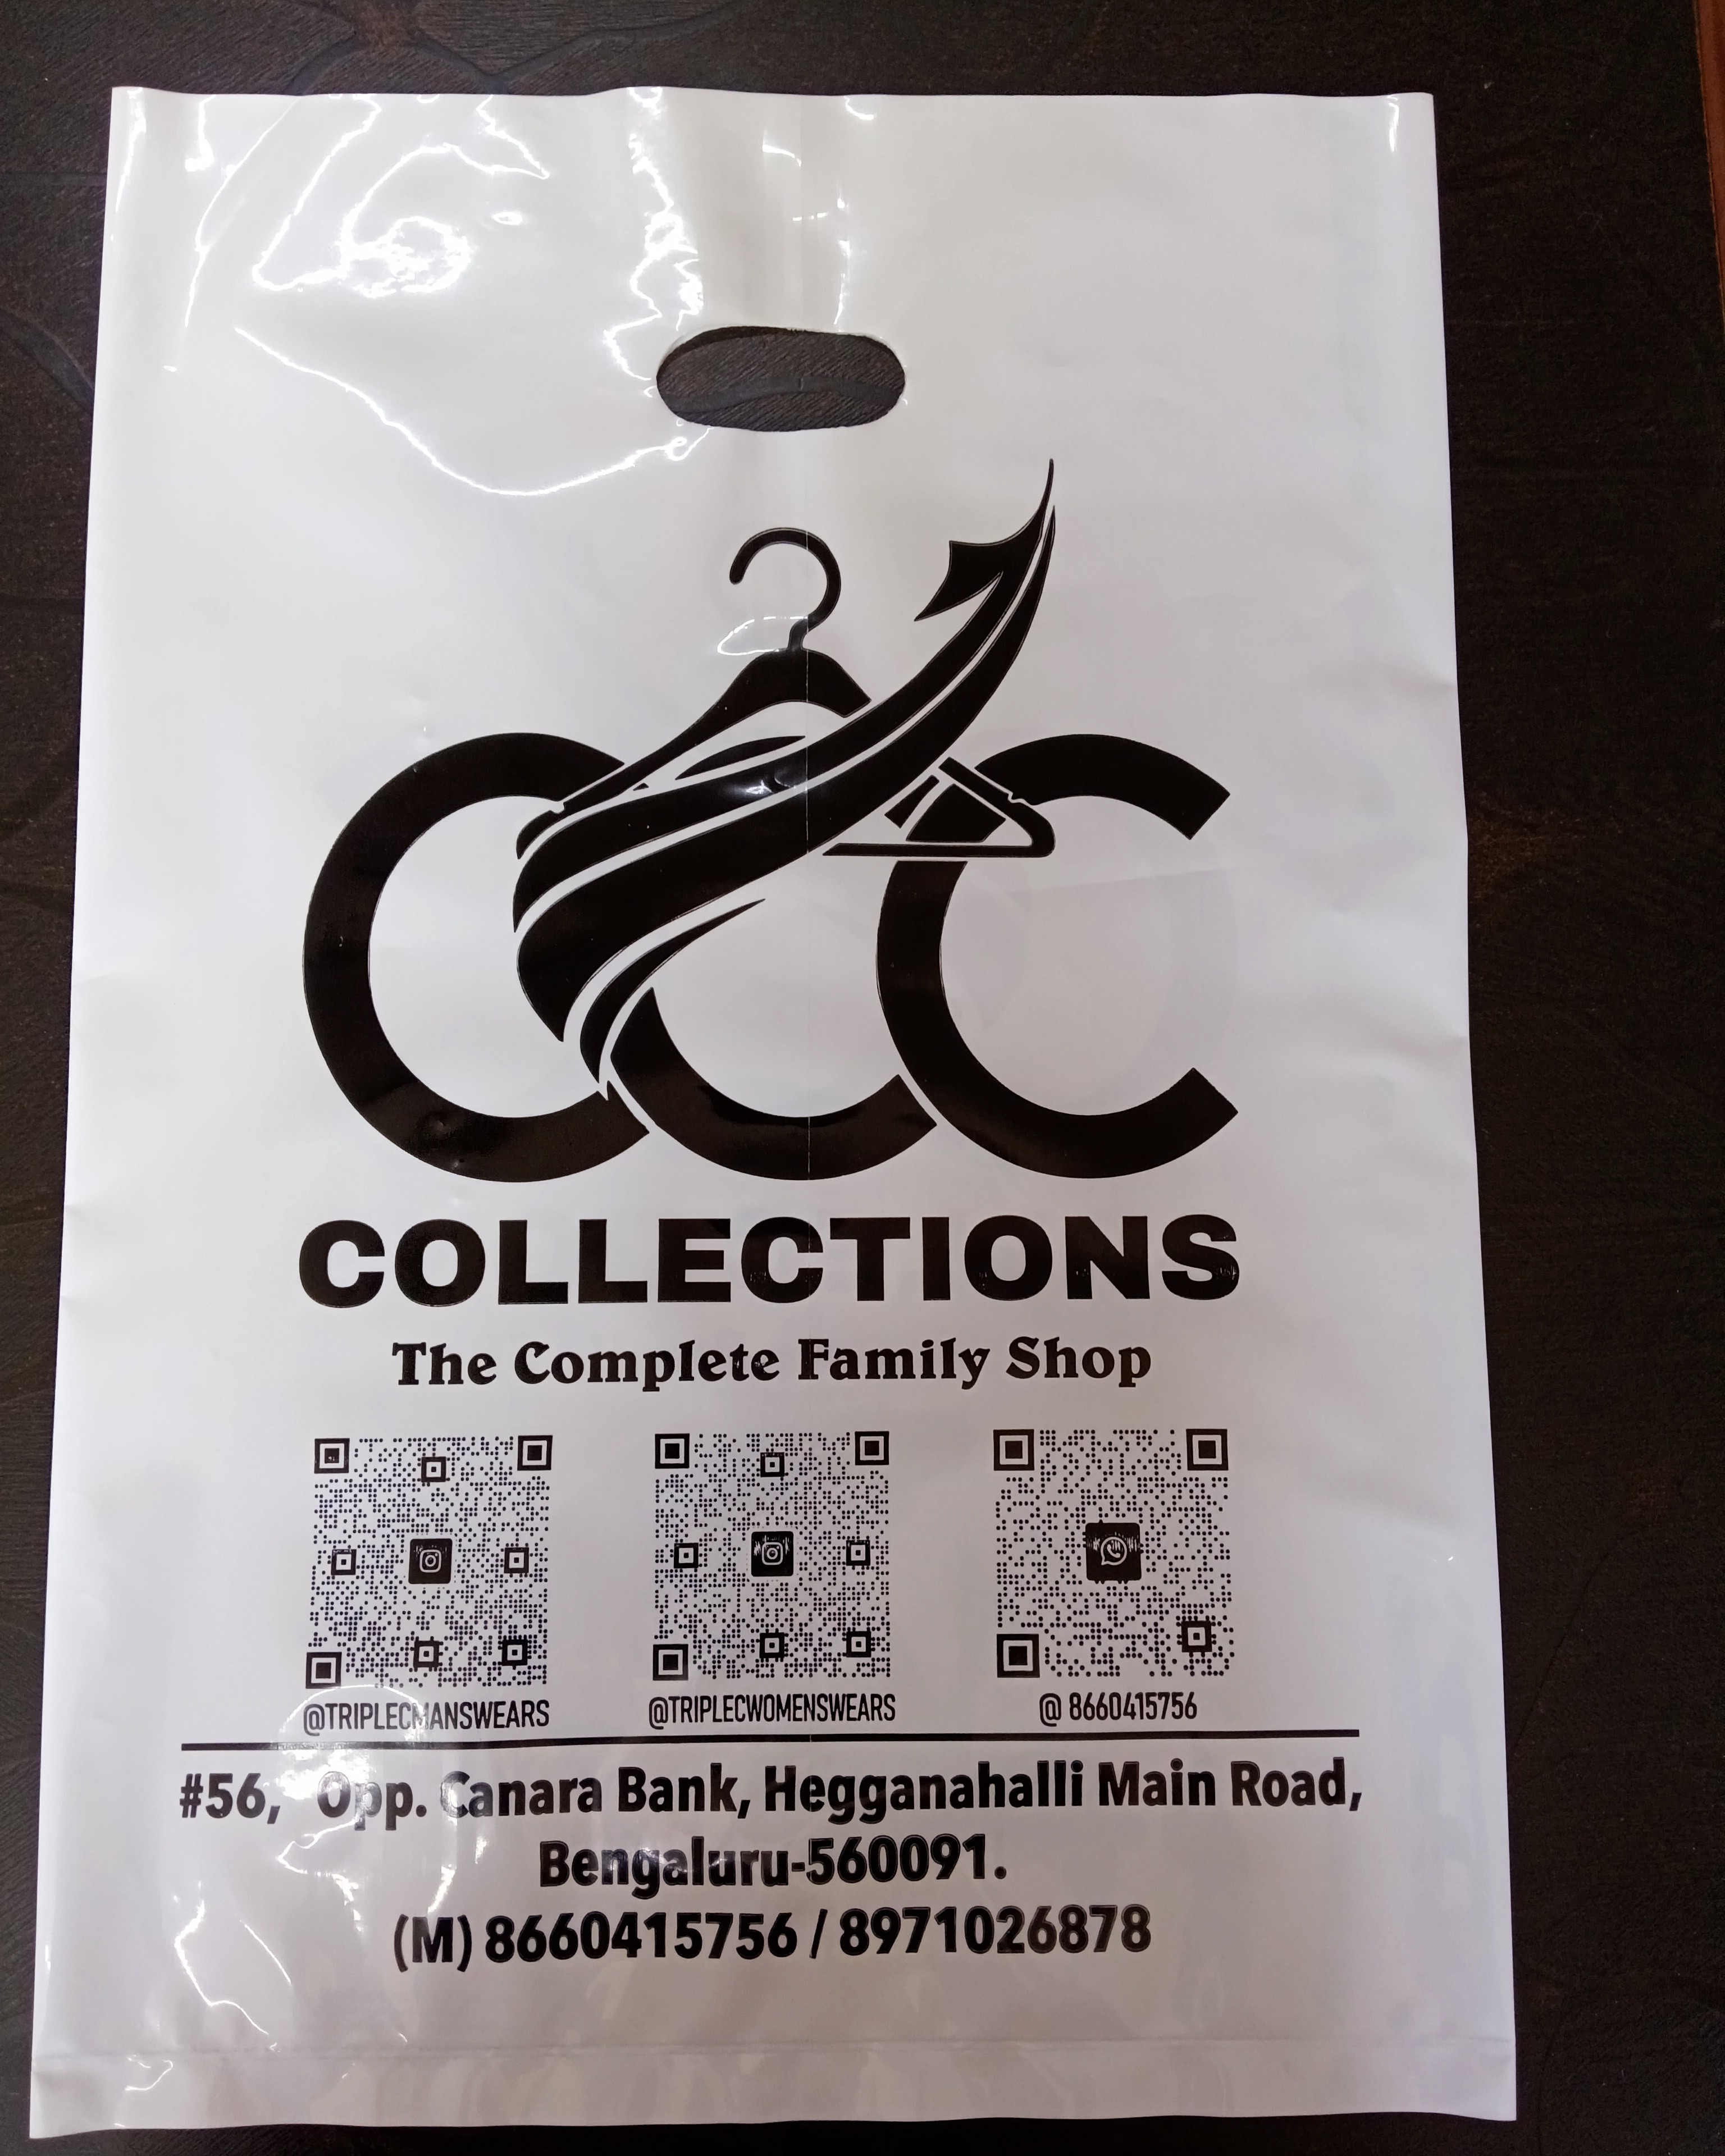 CCC
COLLECTIONS
The Complete Family Shop
@TRIPLECMANSWEARS @TRIPLECWOMENSWEARS @ 8660415756
#56, Opp. Canara Bank, Hegganahalli Main Road,
Bengaluru-560091.
(M) 8660415756 / 8971026878